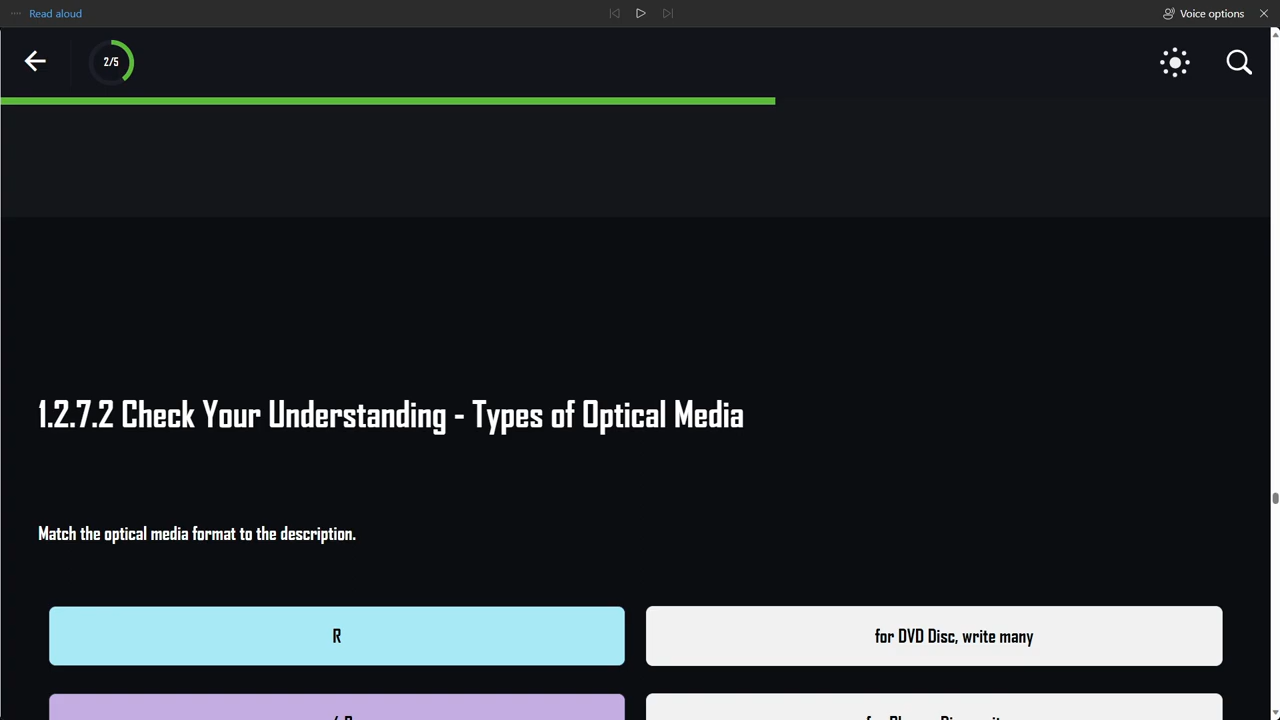 Read aloud
Voice options
2/5
1.2.7.2 Check Your Understanding - Types of Optical Media
Match the optical media format to the description.
R
for DVD Disc, write many